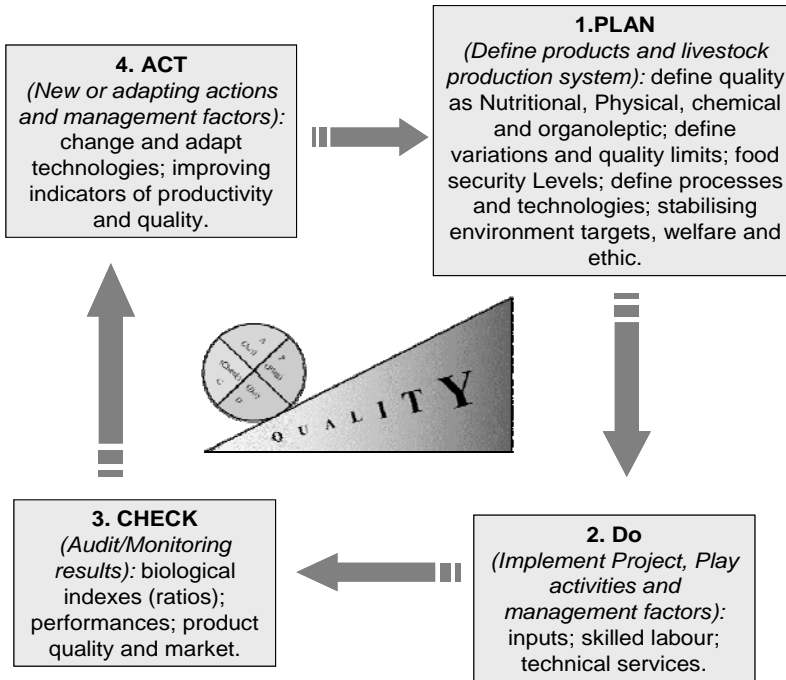 1.PLAN
(Define products and livestock
production system): define quality
as Nutritional, Physical, chemical
and organoleptic; define
variations and quality limits; food
security Levels; define processes
and technologies; stabilising
environment targets, welfare and
ethic.
2. Do
(Implement Project, Play
activities and
management factors):
inputs; skilled labour;
technical services.
3. CHECK
(Audit/Monitoring
results): biological
indexes (ratios);
performances; product
quality and market.
4. ACT
(New or adapting actions
and management factors):
change and adapt
technologies; improving
indicators of productivity
and quality.
A
P
(Plan)
(Check)
C
D
QUALITY